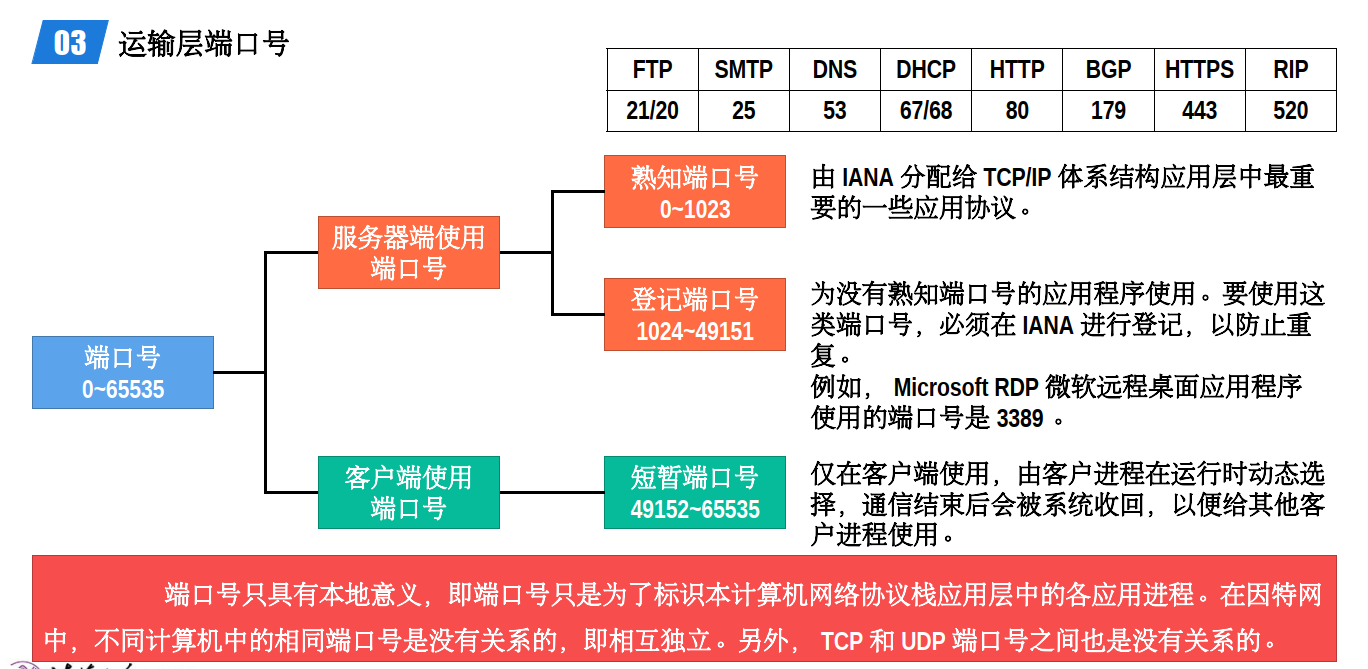 03 运输层端口号
FTP SMTP DNS DHCP HTTP BGP HTTPS RIP
21/20 25 53 67/68 80 179 443 520
熟知端口号
0~1023
由 IANA 分配给 TCP/IP 体系结构应用层中最重
要的一些应用协议。
服务器端使用
端口号
登记端口号
1024~49151
为没有熟知端口号的应用程序使用。要使用这
类端口号，必须在 IANA 进行登记，以防止重
复。
例如， Microsoft RDP 微软远程桌面应用程序
使用的端口号是 3389 。
端口号
0~65535
客户端使用
端口号
短暂端口号
49152~65535
仅在客户端使用，由客户进程在运行时动态选
择，通信结束后会被系统收回，以便给其他客
户进程使用。
端口号只具有本地意义，即端口号只是为了标识本计算机网络协议栈应用层中的各应用进程。在因特网
中，不同计算机中的相同端口号是没有关系的，即相互独立。另外， TCP 和 UDP 端口号之间也是没有关系的。